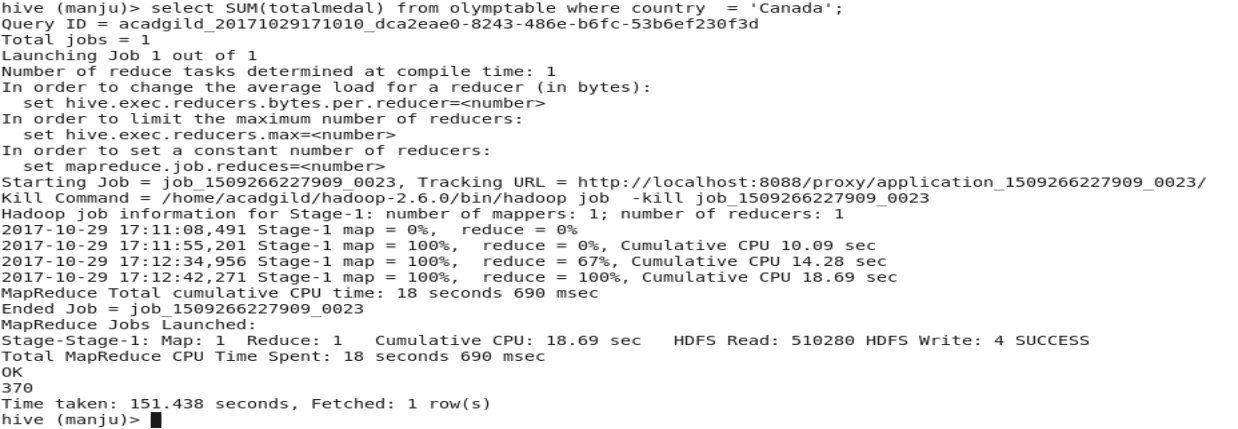 hive (manju)> select SUM(totalmedal) from olymptable where country  = 'Canada';
Query ID = acadgild_20171029171010_dca2eae0-8243-486e-b6fc-53b6ef230f3d
Total jobs = 1
Launching Job 1 out of 1
Number of reduce tasks determined at compile time: 1
In order to change the average load for a reducer (in bytes):
  set hive.exec.reducers.bytes.per.reducer=<number>
In order to limit the maximum number of reducers:
  set hive.exec.reducers.max=<number>
In order to set a constant number of reducers:
  set mapreduce.job.reduces=<number>
Starting Job = job_1509266227909_0023, Tracking URL = http://localhost:8088/proxy/application_1509266227909_0023/
Kill Command = /home/acadgild/hadoop-2.6.0/bin/hadoop job  -kill job_1509266227909_0023
Hadoop job information for Stage-1: number of mappers: 1; number of reducers: 1
2017-10-29 17:11:08,491 Stage-1 map = 0%,  reduce = 0%
2017-10-29 17:11:55,201 Stage-1 map = 100%,  reduce = 0%, Cumulative CPU 10.09 sec
2017-10-29 17:12:34,956 Stage-1 map = 100%,  reduce = 67%, Cumulative CPU 14.28 sec
2017-10-29 17:12:42,271 Stage-1 map = 100%,  reduce = 100%, Cumulative CPU 18.69 sec
MapReduce Total cumulative CPU time: 18 seconds 690 msec
Ended Job = job_1509266227909_0023
MapReduce Jobs Launched:
Stage-Stage-1: Map: 1  Reduce: 1   Cumulative CPU: 18.69 sec   HDFS Read: 510280 HDFS Write: 4 SUCCESS
Total MapReduce CPU Time Spent: 18 seconds 690 msec
OK
370
Time taken: 151.438 seconds, Fetched: 1 row(s)
hive (manju)>